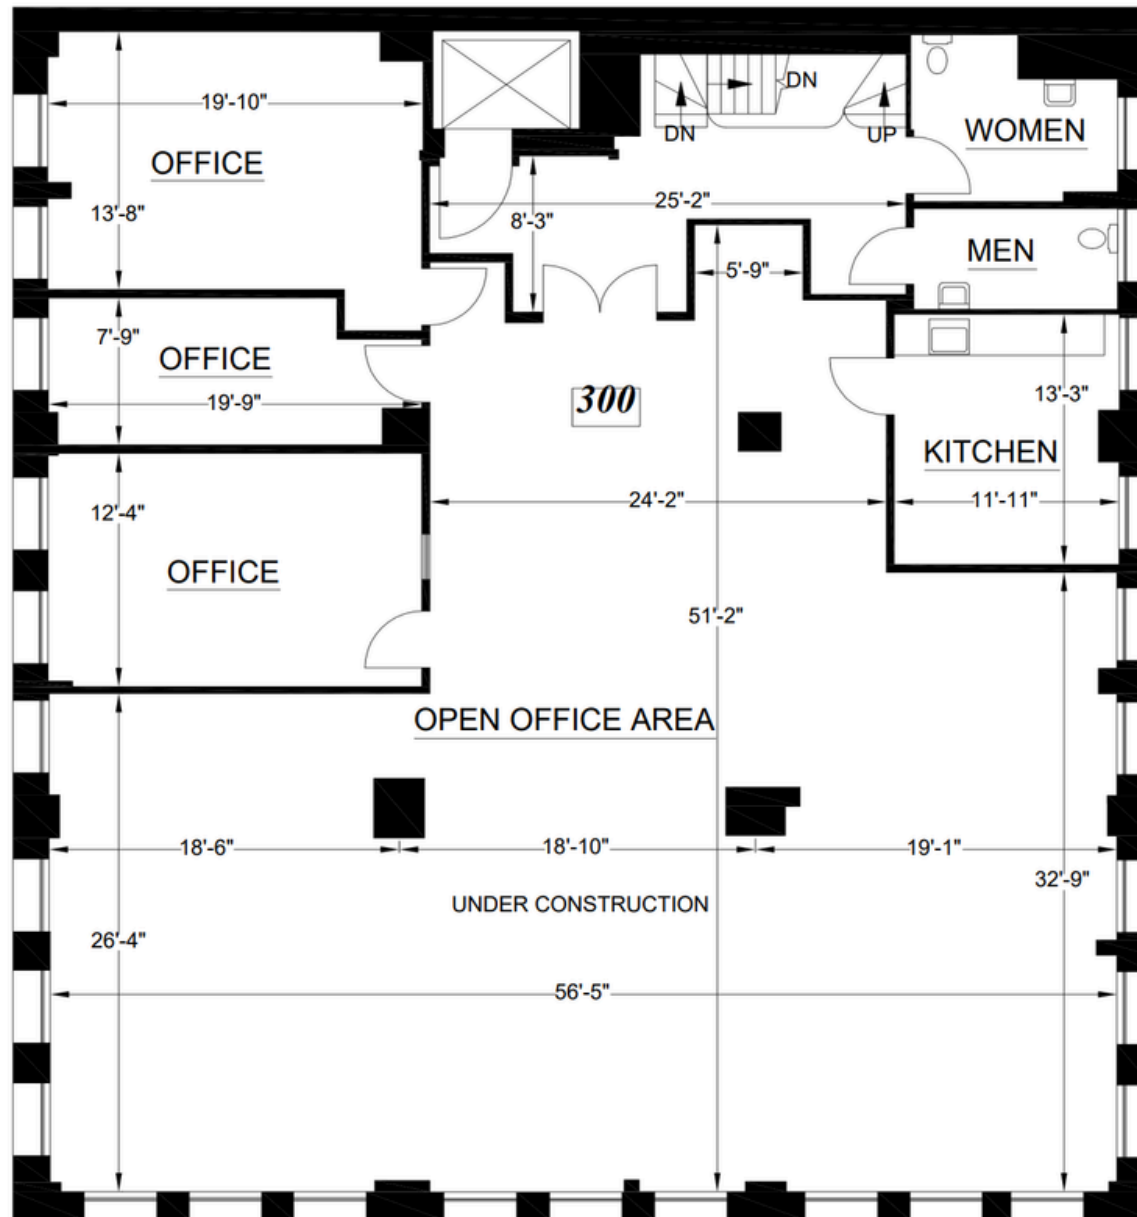 DN
19'-10"
DN
UP
WOMEN
OFFICE
25'-2"
13'-8"
8'-3"
MEN
5'-9"
7'-9"
OFFICE
19'-9"
300
13'-3"
KITCHEN
24'-2"
11'-11"
12'-4"
OFFICE
51'-2"
OPEN OFFICE AREA
18'-6"
18'-10"
19'-1"
32'-9"
UNDER CONSTRUCTION
26'-4"
56'-5"